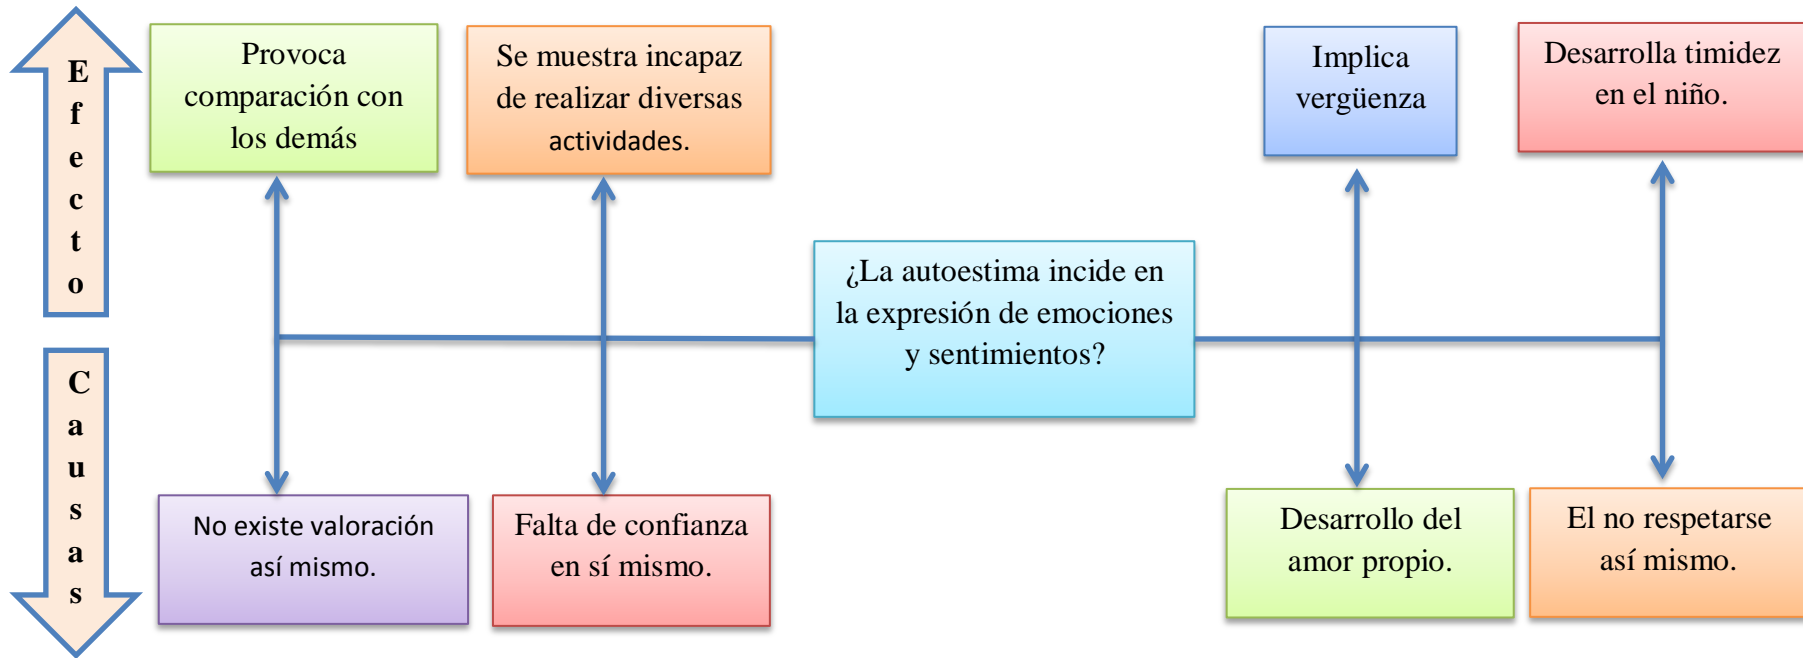 Efecto
Provoca
comparación con
los demás
Se muestra incapaz
de realizar diversas
actividades.
Implica
vergüenza
Desarrolla timidez
en el niño.
¿La autoestima incide en
la expresión de emociones
y sentimientos?
Causas
No existe valoración
así mismo.
Falta de confianza
en sí mismo.
Desarrollo del
amor propio.
El no respetarse
así mismo.